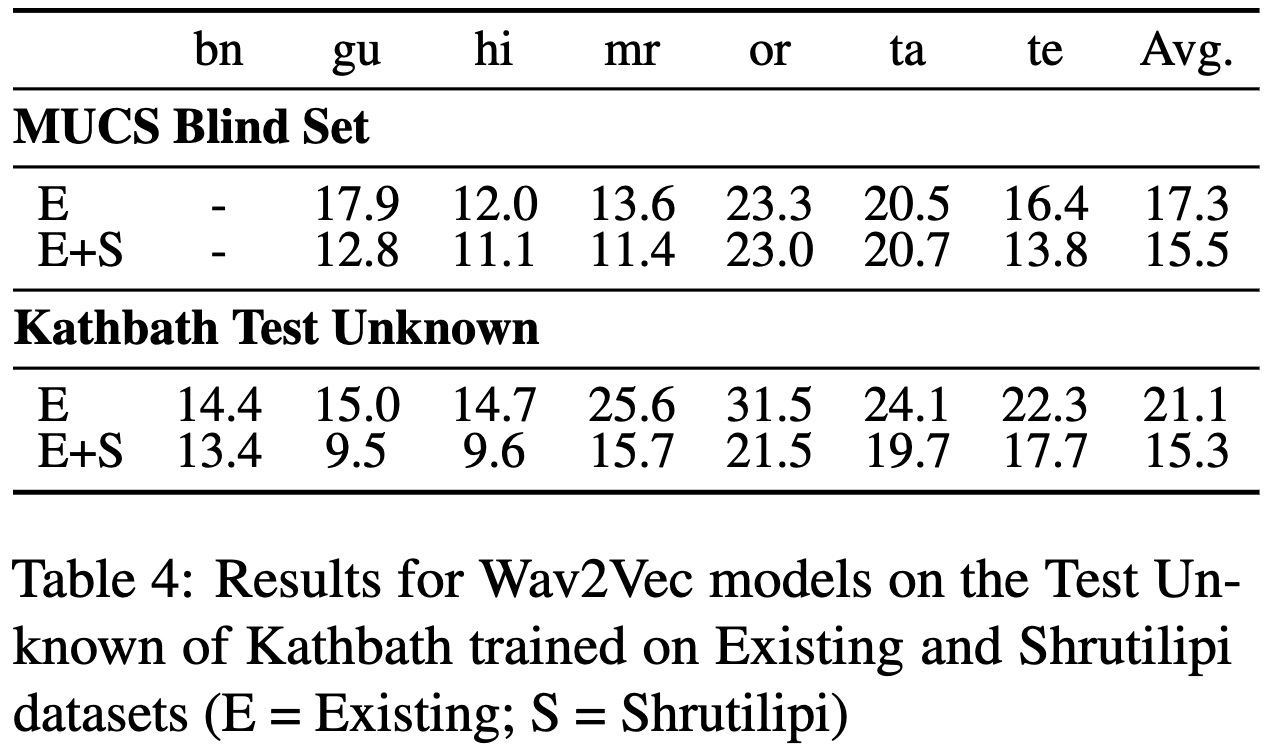 bn gu hi mr or ta te Avg.
MUCS Blind Set
E - 17.9 12.0 13.6 23.3 20.5 16.4 17.3
E+S - 12.8 11.1 11.4 23.0 20.7 13.8 15.5
Kathbath Test Unknown
E 14.4 15.0 14.7 25.6 31.5 24.1 22.3 21.1
E+S 13.4 9.5 9.6 15.7 21.5 19.7 17.7 15.3
Table 4: Results for Wav2Vec models on the Test Un-
known of Kathbath trained on Existing and Shrutilipi
datasets (E = Existing; S = Shrutilipi)